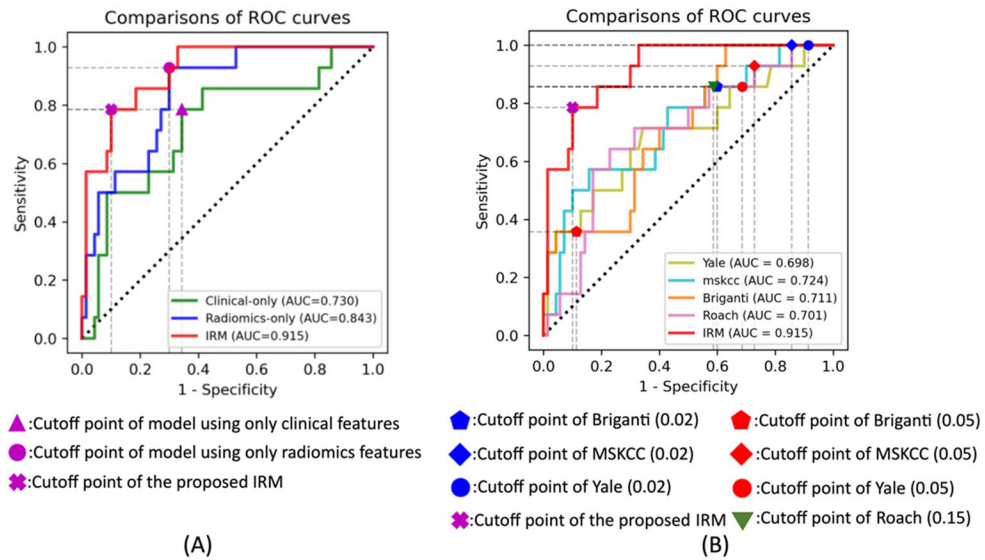 Comparisons of ROC curves
1.0
0.8
0.6
0.4
0.2
0.0
Sensitivity
Clinical-only (AUC=0.730)
Radiomics-only (AUC=0.843)
IRM (AUC=0.915)
0.0 0.2 0.4 0.6 0.8 1.0
1 - Specificity
:Cutoff point of model using only clinical features
:Cutoff point of model using only radiomics features
:Cutoff point of the proposed IRM
(A)
Comparisons of ROC curves
1.0
0.8
0.6
0.4
0.2
0.0
Sensitivity
Yale (AUC = 0.698)
mskcc (AUC = 0.724)
Briganti (AUC = 0.711)
Roach (AUC = 0.701)
IRM (AUC = 0.915)
0.0 0.2 0.4 0.6 0.8 1.0
1 - Specificity
:Cutoff point of Briganti (0.02)
:Cutoff point of Briganti (0.05)
:Cutoff point of MSKCC (0.02)
:Cutoff point of MSKCC (0.05)
:Cutoff point of Yale (0.02)
:Cutoff point of Yale (0.05)
:Cutoff point of the proposed IRM
:Cutoff point of Roach (0.15)
(B)